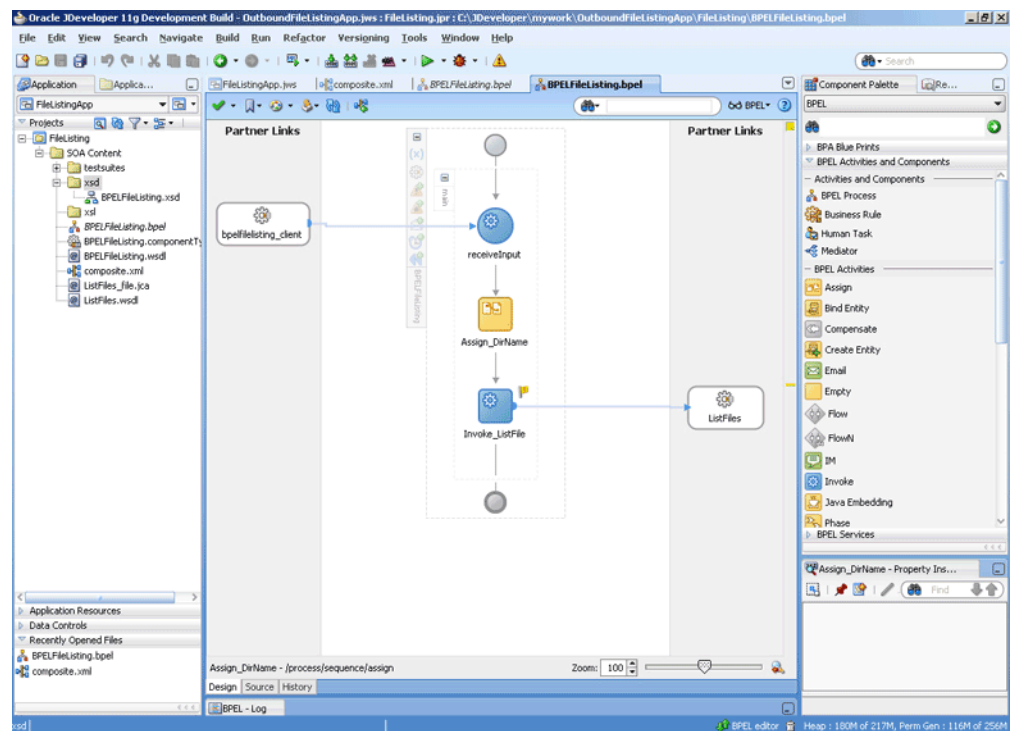 Oracle JDeveloper 11g Development Build - OutboundFileListingApp.jws : FileListing.jpr : C:\JDeveloper\mywork\OutboundFileListingApp\FileListing\BPELFileListing.bpel
File Edit View Search Navigate Build Run Refactor Versioning Tools Window Help
Search
Application
Applica...
FileListingApp
Projects
FileListing
SOA Content
testsuites
xsd
BPELFileListing.xsd
xsl
BPELFileListing.bpel
BPELFileListing.componentTy
BPELFileListing.wsdl
composite.xml
ListFiles_file.jca
ListFiles.wsdl
Application Resources
Data Controls
Recently Opened Files
BPELFileListing.bpel
composite.xml
FileListingApp.jws
composite.xml
BPELFileListing.bpel
BPELFileListing.bpel
BPEL
Partner Links
Partner Links
main
BPELFileListing
bpelfilelisting_client
receiveInput
Assign_DirName
Invoke_ListFile
ListFiles
Assign_DirName - /process/sequence/assign
Zoom: 100
Design Source History
BPEL - Log
Component Palette
Re...
BPEL
BPA Blue Prints
BPEL Activities and Components
Activities and Components
BPEL Process
Business Rule
Human Task
Mediator
BPEL Activities
Assign
Bind Entity
Compensate
Create Entity
Email
Empty
Flow
FlowN
IM
Invoke
Java Embedding
Phase
BPEL Services
Assign_DirName - Property Ins...
Find
xsd
BPEL editor
Heap : 180M of 217M, Perm Gen : 116M of 256M